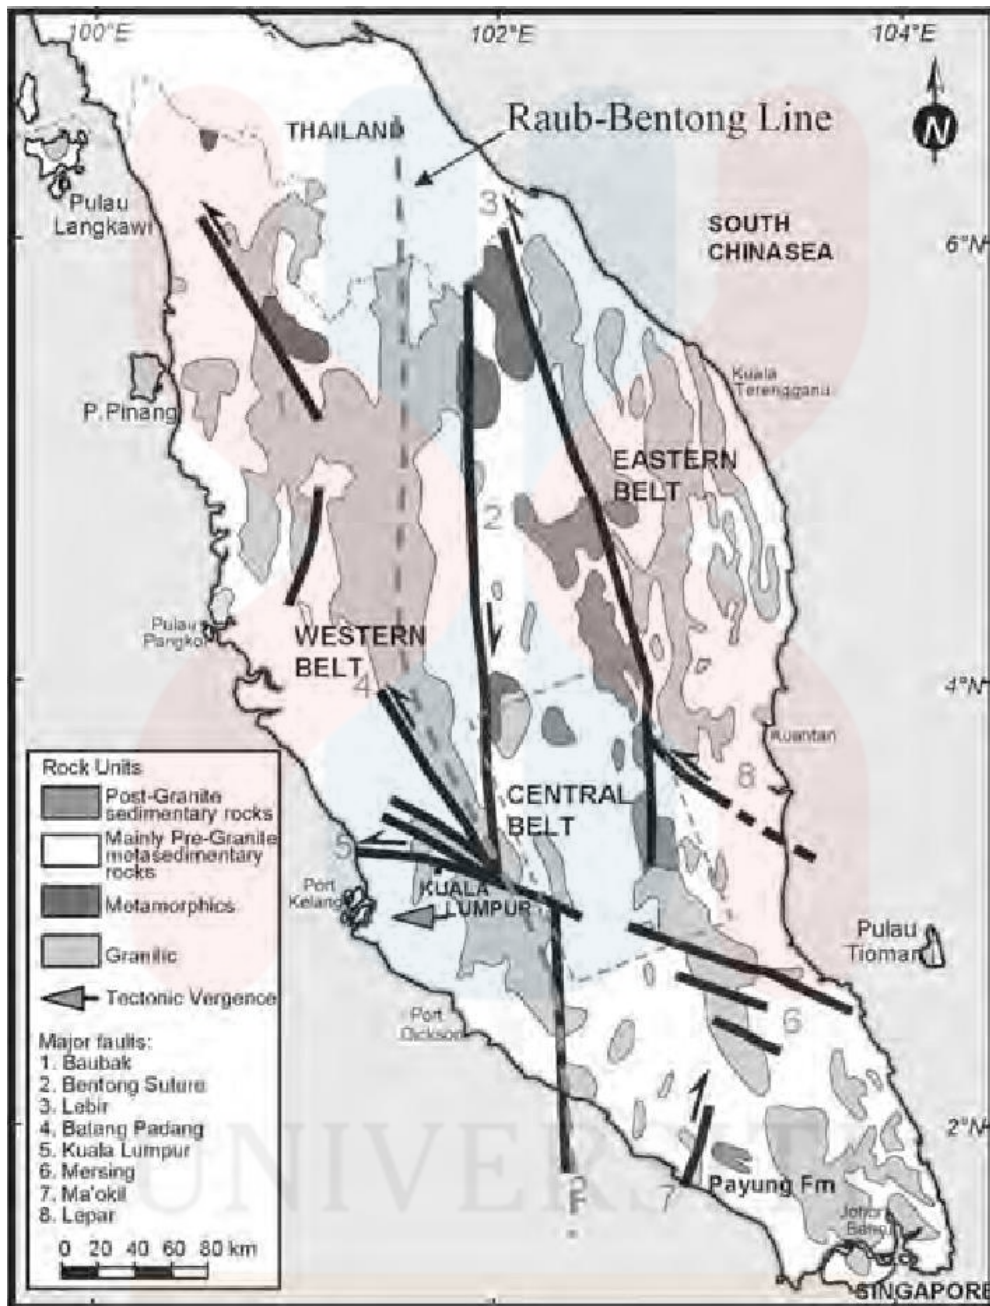 100°E
102°E
104°E
THAILAND
Raub-Bentong Line
N
Pulau
Langkawi
3
SOUTH
CHINASEA
6°N
P.Pinang
Kuala
Terengganu
EASTERN
BELT
2
Pulau
Pangkor
WESTERN
BELT
4
4°N
Kuantan
8
CENTRAL
BELT
5
KUALA
LUMPUR
Port
Kelang
Pulau
Tioman
Port
Dickson
6
2°N
7
Payung Fm
Johor
SINGAPORE
UNIVERSIT
Rock Units
Post-Granite
sedimentary rocks
Mainly Pre-Granite
metasedimentary
rocks
Metamorphics
Granitic
Tectonic Vergence
Major faults:
1. Baubak
2. Bentong Suture
3. Lebir
4. Batang Padang
5. Kuala Lumpur
6. Mersing
7. Ma'okil
8. Lepar
0 20 40 60 80 km